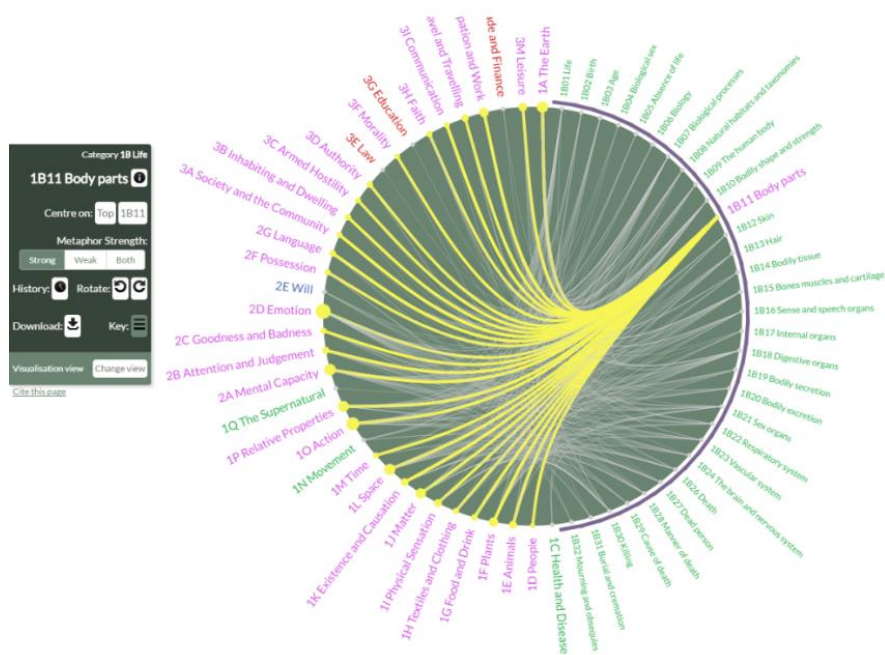 Category 1B Life
1B11 Body parts
Centre on: Top 1B11
Metaphor Strength:
Strong Weak Both
History: Rotate:
Download: Key:
Visualisation view Change view
Cite this page
1A The Earth
1B01 Life
1B02 Birth
1B03 Age
1B04 Biological sex
1B05 Absence of life
1B06 Biology
1B07 Biological processes
1B08 Natural habitats and taxonomies
1B09 The human body
1B10 Bodily shape and strength
1B11 Body parts
1B12 Skin
1B13 Hair
1B14 Bodily tissue
1B15 Bones muscles and cartilage
1B16 Sense and speech organs
1B17 Internal organs
1B18 Digestive organs
1B19 Bodily secretion
1B20 Bodily excretion
1B21 Sex organs
1B22 Respiratory system
1B23 Vascular system
1B24 The brain and nervous system
1B26 Death
1B27 Dead person
1B28 Manner of death
1B29 Cause of death
1B30 Killing
1B31 Burial and cremation
1B32 Mourning and obsequies
1C Health and Disease
1D People
1E Animals
1F Plants
1G Food and Drink
1H Textiles and Clothing
1I Physical Sensation
1J Matter
1K Existence and Causation
1L Space
1M Time
1N Movement
1O Action
1P Relative Properties
1Q The Supernatural
2A Mental Capacity
2B Attention and Judgement
2C Goodness and Badness
2D Emotion
2E Will
2F Possession
2G Language
3A Society and the Community
3B Inhabiting and Dwelling
3C Armed Hostility
3D Authority
3E Law
3F Morality
3G Education
3H Faith
3I Communication
avel and Travelling
pation and Work
de and Finance
3M Leisure